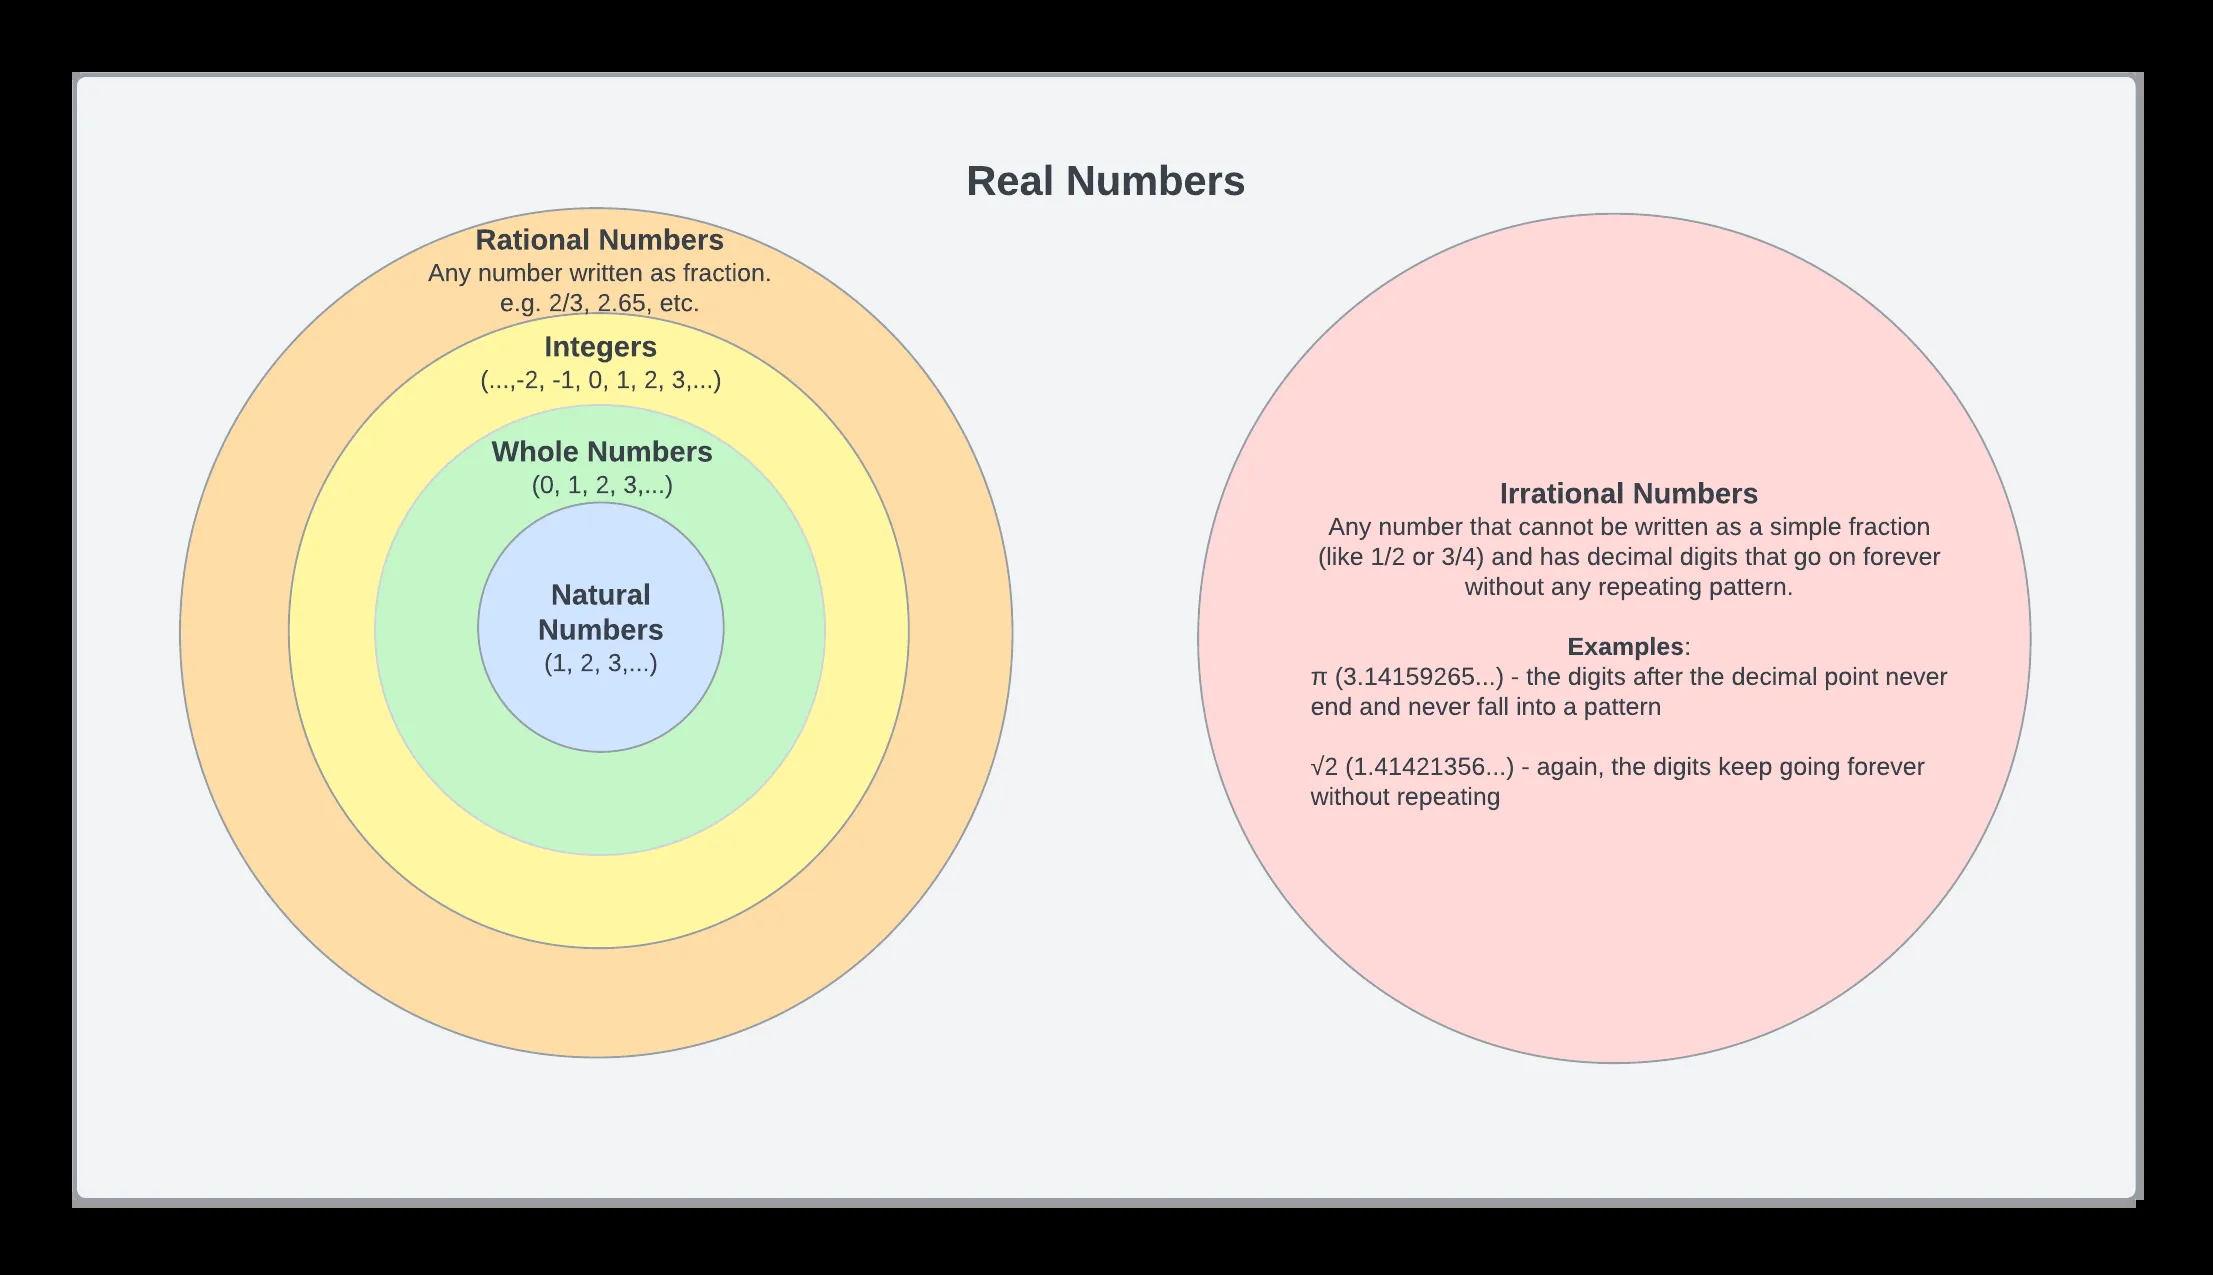 Real Numbers
Rational Numbers
Any number written as fraction.
e.g. 2/3, 2.65, etc.
Integers
(...,-2, -1, 0, 1, 2, 3,...)
Whole Numbers
(0, 1, 2, 3,...)
Natural
Numbers
(1, 2, 3,...)
Irrational Numbers
Any number that cannot be written as a simple fraction
(like 1/2 or 3/4) and has decimal digits that go on forever
without any repeating pattern.
Examples:
π (3.14159265...) - the digits after the decimal point never
end and never fall into a pattern
√2 (1.41421356...) - again, the digits keep going forever
without repeating